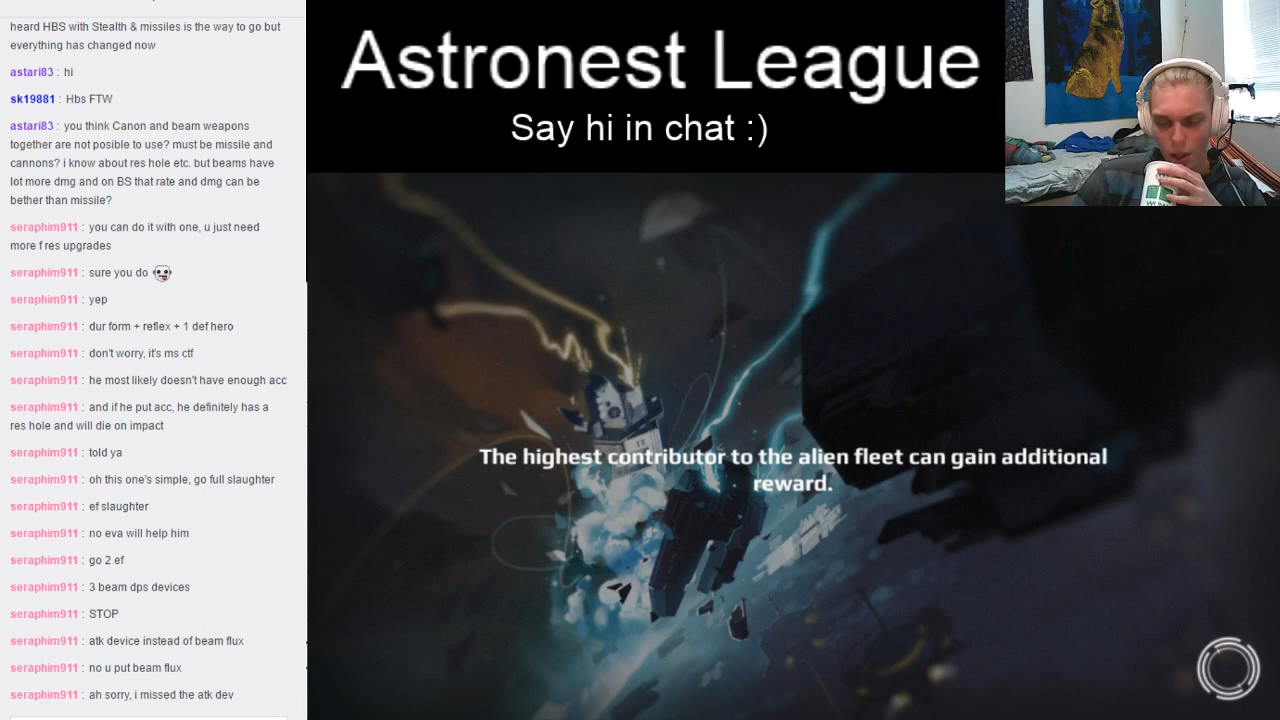 heard HBS with Stealth & missiles is the way to go but
everything has changed now
astari83 : hi
sk19881 : Hbs FTW
astari83 : you think Canon and beam weapons
together are not posible to use? must be missile and
cannons? i know about res hole etc. but beams have
lot more dmg and on BS that rate and dmg can be
bether than missile?
seraphim911 : you can do it with one, u just need
more f res upgrades
seraphim911 : sure you do
seraphim911 : yep
seraphim911 : dur form + reflex + 1 def hero
seraphim911 : don't worry, it's ms ctf
seraphim911 : he most likely doesn't have enough acc
seraphim911 : and if he put acc, he definitely has a
res hole and will die on impact
seraphim911 : told ya
seraphim911 : oh this one's simple, go full slaughter
seraphim911 : ef slaughter
seraphim911 : no eva will help him
seraphim911 : go 2 ef
seraphim911 : 3 beam dps devices
seraphim911 : STOP
seraphim911 : atk device instead of beam flux
seraphim911 : no u put beam flux
seraphim911 : ah sorry, i missed the atk dev
Astronest League
Say hi in chat :)
The highest contributor to the alien fleet can gain additional
reward.